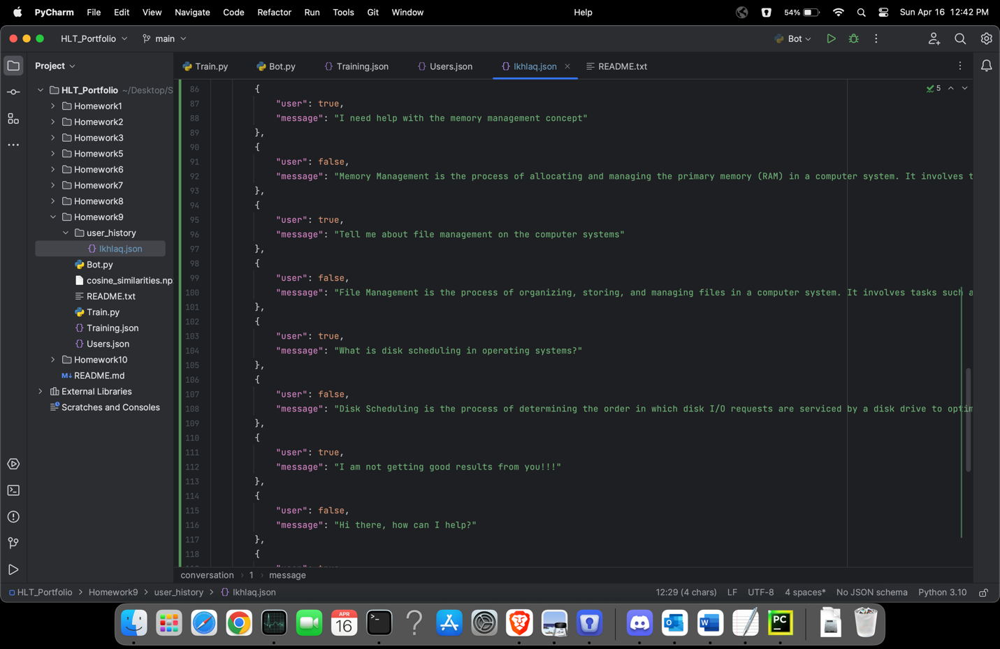 PyCharm File Edit View Navigate Code Refactor Run Tools Git Window Help 54% Sun Apr 16 12:42 PM
HLT_Portfolio main Bot
Project Train.py Bot.py Training.json Users.json Ikhlaq.json README.txt
HLT_Portfolio ~/Desktop/S
Homework1
Homework2
Homework3
Homework5
Homework6
Homework7
Homework8
Homework9
user_history
Ikhlaq.json
Bot.py
cosine_similarities.np
README.txt
Train.py
Training.json
Users.json
Homework10
README.md
External Libraries
Scratches and Consoles
5
86 {
87 "user": true,
88 "message": "I need help with the memory management concept"
89 },
90 {
91 "user": false,
92 "message": "Memory Management is the process of allocating and managing the primary memory (RAM) in a computer system. It involves t
93 },
94 {
95 "user": true,
96 "message": "Tell me about file management on the computer systems"
97 },
98 {
99 "user": false,
100 "message": "File Management is the process of organizing, storing, and managing files in a computer system. It involves tasks such a
101 },
102 {
103 "user": true,
104 "message": "What is disk scheduling in operating systems?"
105 },
106 {
107 "user": false,
108 "message": "Disk Scheduling is the process of determining the order in which disk I/O requests are serviced by a disk drive to optim
109 },
110 {
111 "user": true,
112 "message": "I am not getting good results from you!!!"
113 },
114 {
115 "user": false,
116 "message": "Hi there, how can I help?"
117 },
118 {
conversation 1 message
HLT_Portfolio Homework9 user_history Ikhlaq.json 12:29 (4 chars) LF UTF-8 4 spaces* No JSON schema Python 3.10
APR
16
PC